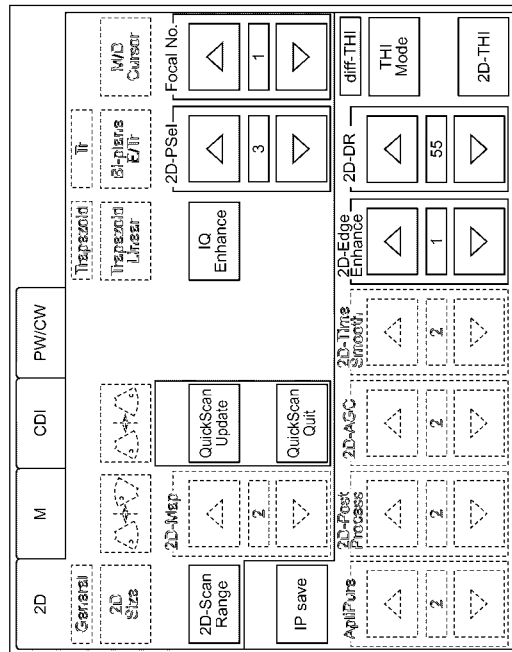 2D
M
CDI
PW/CW
General
Trapezoid
Tr
2D
Size
Trapezoid
Linear
Bi-plane
E/Tr
M/D
Cursor
2D-Scan
Range
2D-Map
2
QuickScan
Update
IQ
Enhance
2D-PSel
3
Focal No.
1
IP save
QuickScan
Quit
ApliPure
2
2D-Post
Process
2
2D-AGC
2
2D-Time
Smooth
2
2D-Edge
Enhance
1
2D-DR
55
diff-THI
THI
Mode
2D-THI